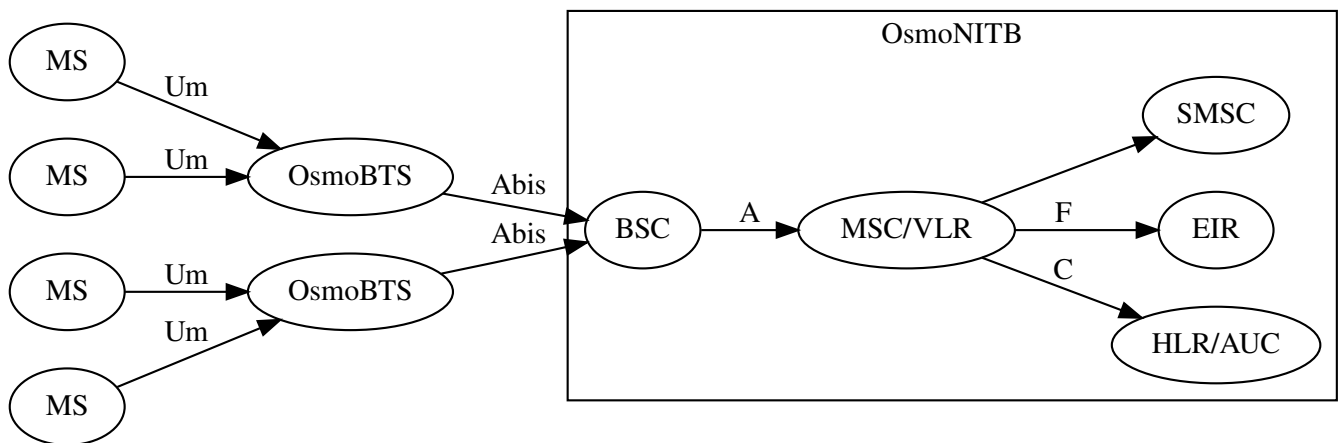 OsmoNITB
MS
Um
SMSC
MS
Um
OsmoBTS
Abis
BSC
A
MSC/VLR
F
EIR
Abis
MS
Um
OsmoBTS
C
HLR/AUC
Um
MS